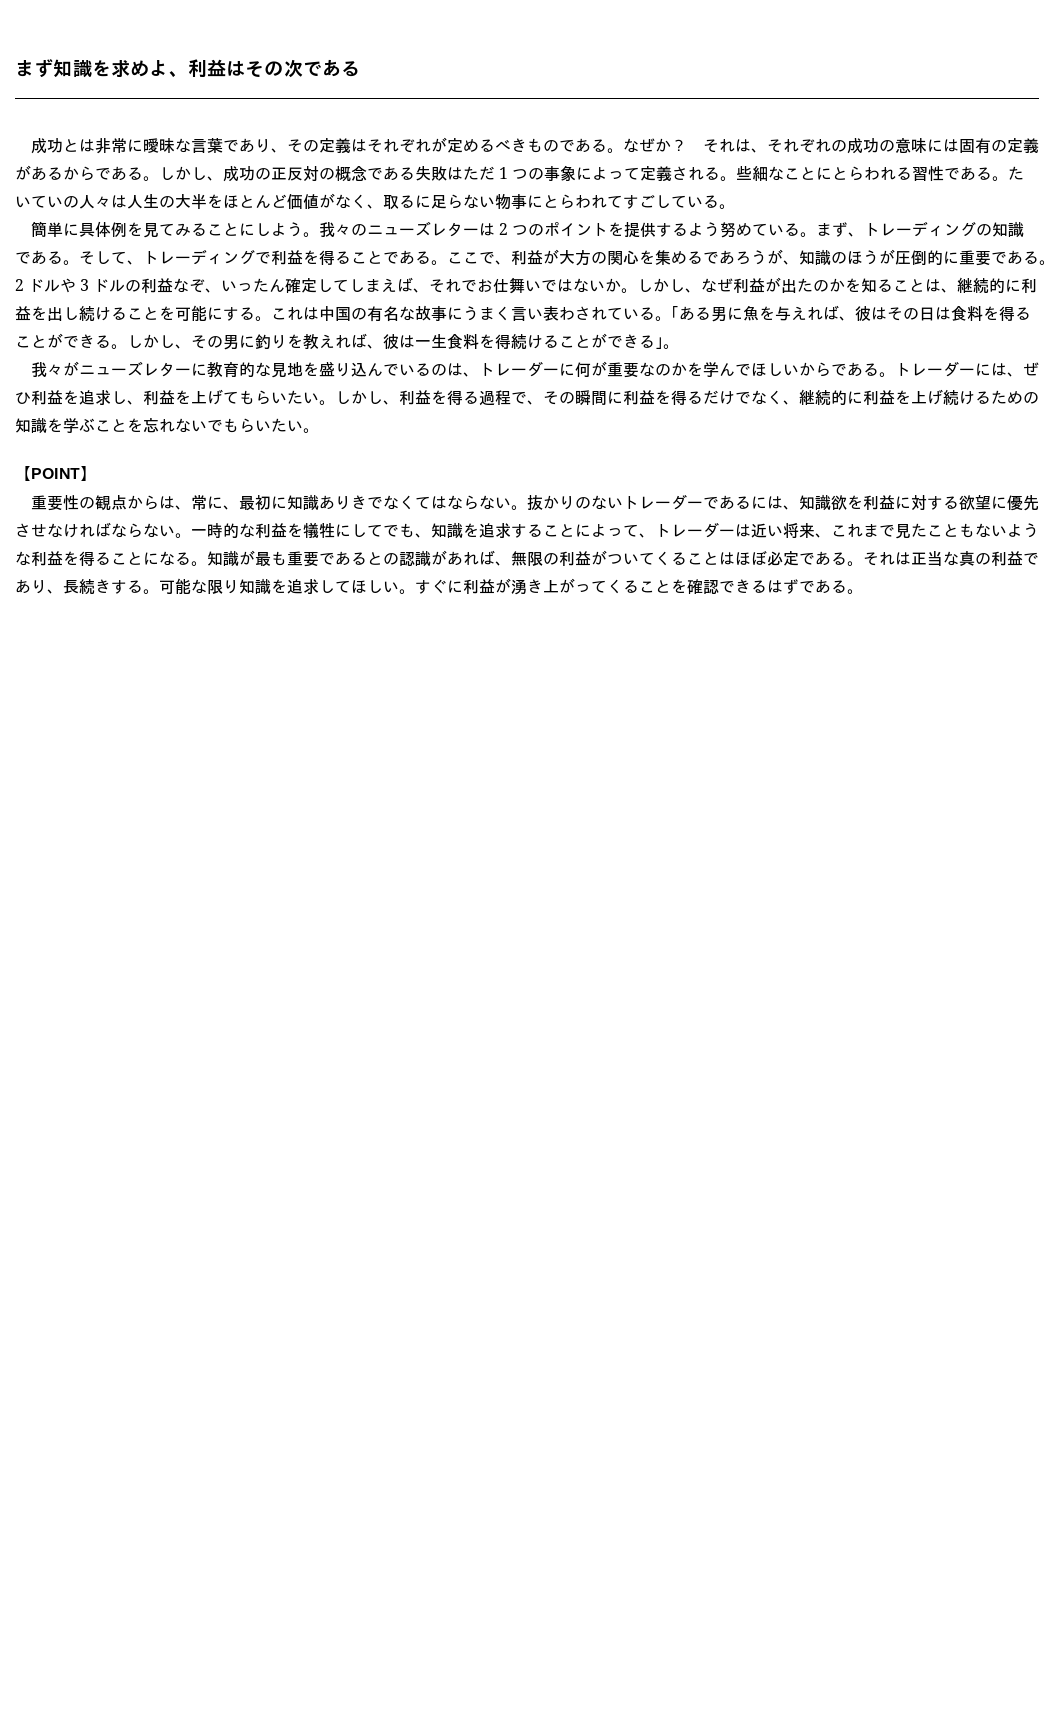 まず知識を求めよ、利益はその次である
　成功とは非常に曖昧な言葉であり、その定義はそれぞれが定めるべきものである。なぜか？　それは、それぞれの成功の意味には固有の定義
があるからである。しかし、成功の正反対の概念である失敗はただ 1 つの事象によって定義される。些細なことにとらわれる習性である。た
いていの人々は人生の大半をほとんど価値がなく、取るに足らない物事にとらわれてすごしている。
　簡単に具体例を見てみることにしよう。我々のニューズレターは 2 つのポイントを提供するよう努めている。まず、トレーディングの知識
である。そして、トレーディングで利益を得ることである。ここで、利益が大方の関心を集めるであろうが、知識のほうが圧倒的に重要である。
2 ドルや 3 ドルの利益なぞ、いったん確定してしまえば、それでお仕舞いではないか。しかし、なぜ利益が出たのかを知ることは、継続的に利
益を出し続けることを可能にする。これは中国の有名な故事にうまく言い表わされている。「ある男に魚を与えれば、彼はその日は食料を得る
ことができる。しかし、その男に釣りを教えれば、彼は一生食料を得続けることができる」。
　我々がニューズレターに教育的な見地を盛り込んでいるのは、トレーダーに何が重要なのかを学んでほしいからである。トレーダーには、ぜ
ひ利益を追求し、利益を上げてもらいたい。しかし、利益を得る過程で、その瞬間に利益を得るだけでなく、継続的に利益を上げ続けるための
知識を学ぶことを忘れないでもらいたい。
【POINT】
　重要性の観点からは、常に、最初に知識ありきでなくてはならない。抜かりのないトレーダーであるには、知識欲を利益に対する欲望に優先
させなければならない。一時的な利益を犠牲にしてでも、知識を追求することによって、トレーダーは近い将来、これまで見たこともないよう
な利益を得ることになる。知識が最も重要であるとの認識があれば、無限の利益がついてくることはほぼ必定である。それは正当な真の利益で
あり、長続きする。可能な限り知識を追求してほしい。すぐに利益が湧き上がってくることを確認できるはずである。